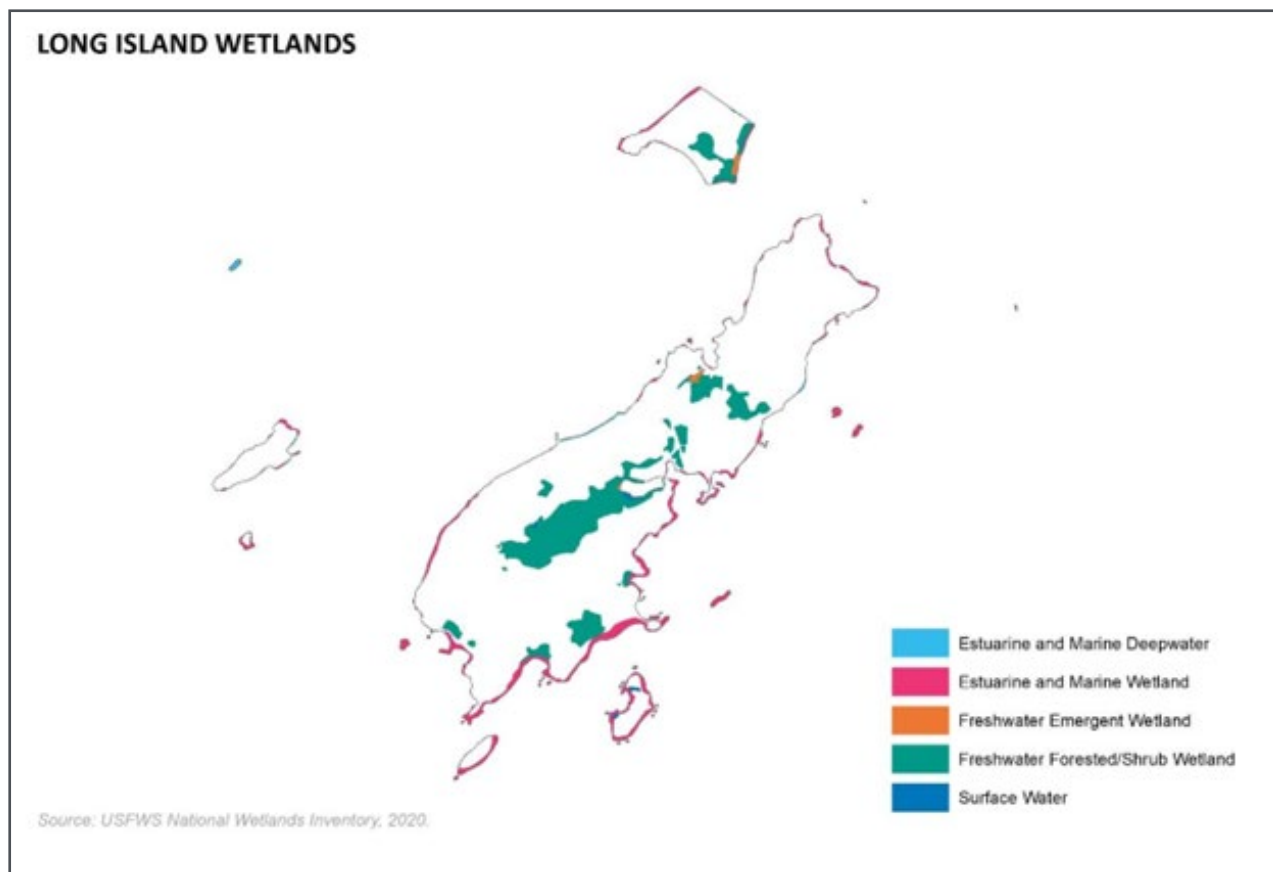 LONG ISLAND WETLANDS
Estuarine and Marine Deepwater
Estuarine and Marine Wetland
Freshwater Emergent Wetland
Freshwater Forested/Shrub Wetland
Surface Water
Source: USFWS National Wetlands Inventory, 2020.